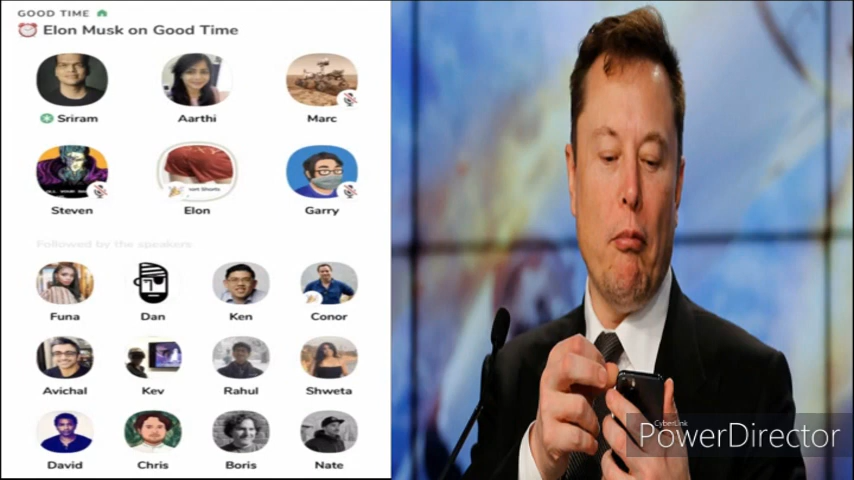 GOOD TIME
Elon Musk on Good Time
Sriram Aarthi Marc
Steven Elon Garry
Followed by the speakers
Funa Dan Ken Conor
Avichal Kev Rahul Shweta
David Chris Boris Nate
CyberLink
PowerDirector